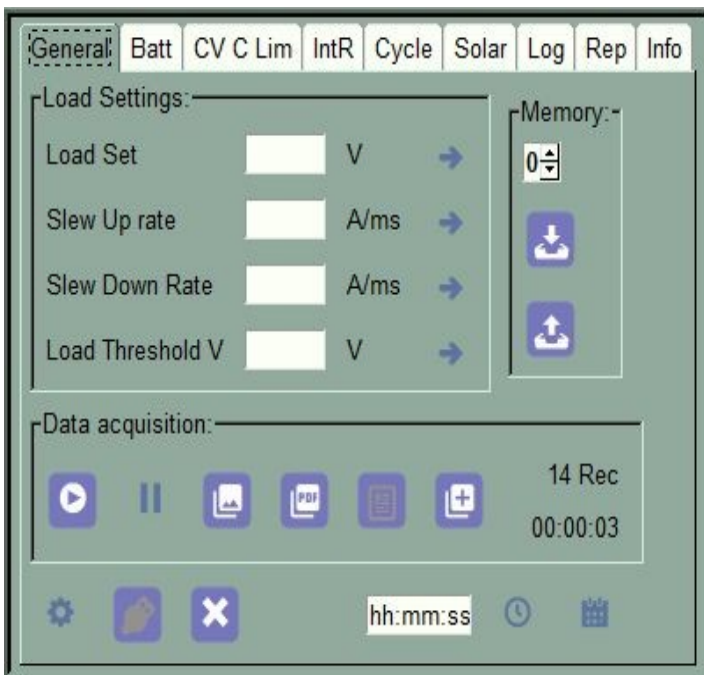 General Batt CV C Lim IntR Cycle Solar Log Rep Info
Load Settings:
Load Set V
Slew Up rate A/ms
Slew Down Rate A/ms
Load Threshold V V
Memory:
0
Data acquisition:
PDF
14 Rec
00:00:03
hh:mm:ss